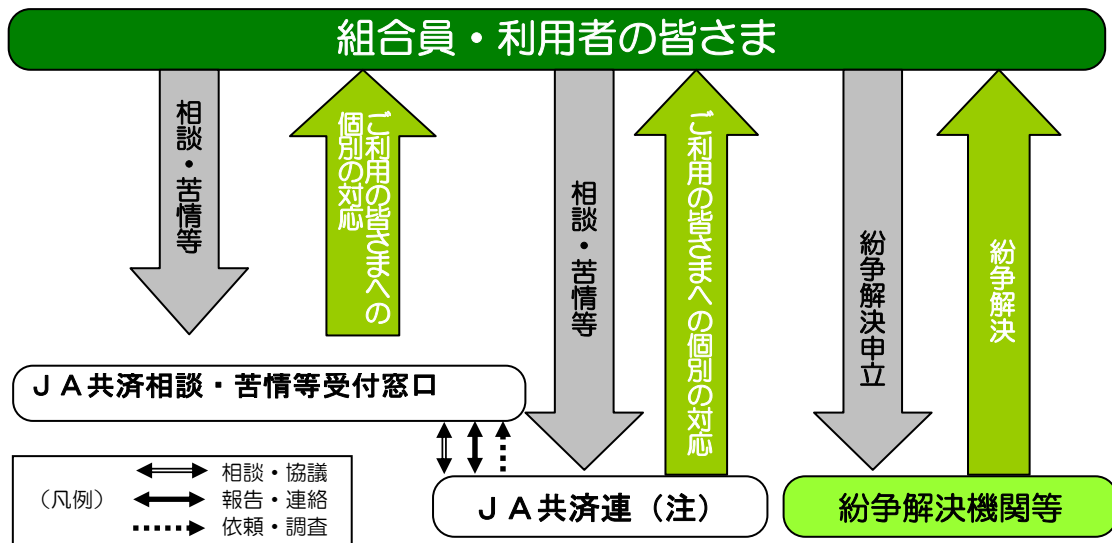 組合員・利用者の皆さま
相談・苦情等
ご利用の皆さまへの
個別の対応
相談・苦情等
ご利用の皆さまへの個別の対応
紛争解決申立
紛争解決
ＪＡ共済相談・苦情等受付窓口
ＪＡ共済連（注）
紛争解決機関等
（凡例）
相談・協議
報告・連絡
依頼・調査